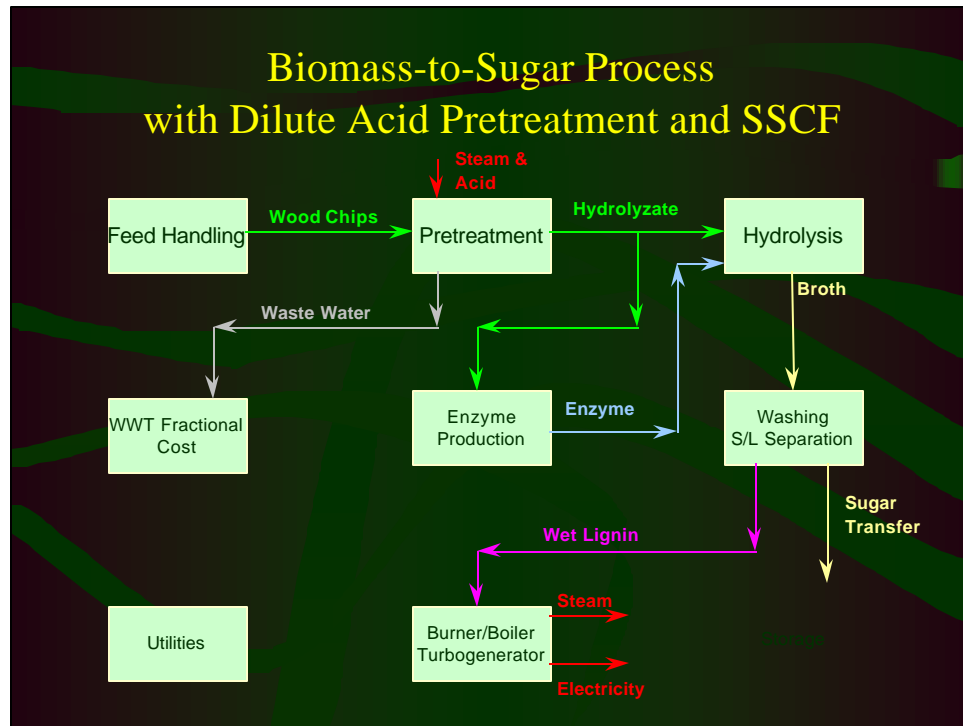 Biomass-to-Sugar Process
with Dilute Acid Pretreatment and SSCF
Steam &
Acid
Feed Handling
Wood Chips
Pretreatment
Hydrolyzate
Hydrolysis
Broth
Waste Water
WWT Fractional
Cost
Enzyme
Production
Enzyme
Washing
S/L Separation
Sugar
Transfer
Wet Lignin
Utilities
Burner/Boiler
Turbogenerator
Steam
Electricity
Storage